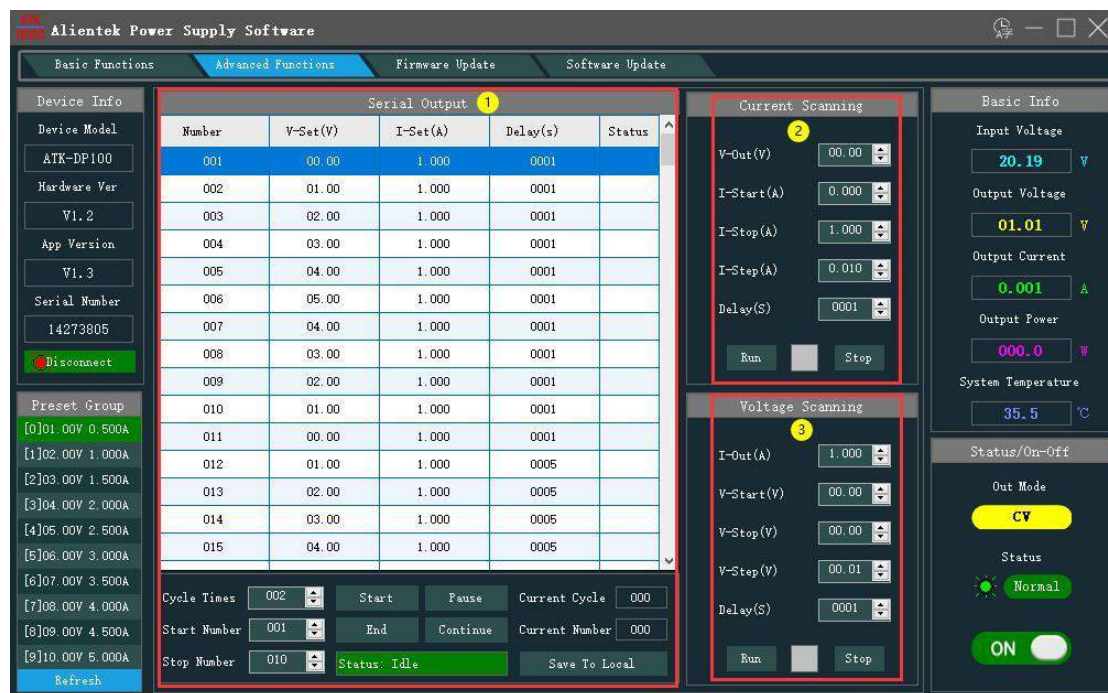 ATK
Alientek Power Supply Software
Basic Functions Advanced Functions Firmware Update Software Update
Device Info
Device Model
ATK-DP100
Hardware Ver
V1.2
App Version
V1.3
Serial Number
14273805
Disconnect
Preset Group
[0]01.00V 0.500A
[1]02.00V 1.000A
[2]03.00V 1.500A
[3]04.00V 2.000A
[4]05.00V 2.500A
[5]06.00V 3.000A
[6]07.00V 3.500A
[7]08.00V 4.000A
[8]09.00V 4.500A
[9]10.00V 5.000A
Refresh
Serial Output 1
Number V-Set(V) I-Set(A) Delay(s) Status
001 00.00 1.000 0001
002 01.00 1.000 0001
003 02.00 1.000 0001
004 03.00 1.000 0001
005 04.00 1.000 0001
006 05.00 1.000 0001
007 04.00 1.000 0001
008 03.00 1.000 0001
009 02.00 1.000 0001
010 01.00 1.000 0001
011 00.00 1.000 0001
012 01.00 1.000 0005
013 02.00 1.000 0005
014 03.00 1.000 0005
015 04.00 1.000 0005
Cycle Times 002 Start Pause Current Cycle 000
Start Number 001 End Continue Current Number 000
Stop Number 010 Status: Idle Save To Local
Current Scanning
2
V-Out(V) 00.00
I-Start(A) 0.000
I-Stop(A) 1.000
I-Step(A) 0.010
Delay(S) 0001
Run Stop
Voltage Scanning
3
I-Out(A) 1.000
V-Start(V) 00.00
V-Stop(V) 00.00
V-Step(V) 00.01
Delay(S) 0001
Run Stop
Basic Info
Input Voltage
20.19 V
Output Voltage
01.01 V
Output Current
0.001 A
Output Power
000.0 W
System Temperature
35.5 ℃
Status/On-Off
Out Mode
CV
Status
Normal
ON